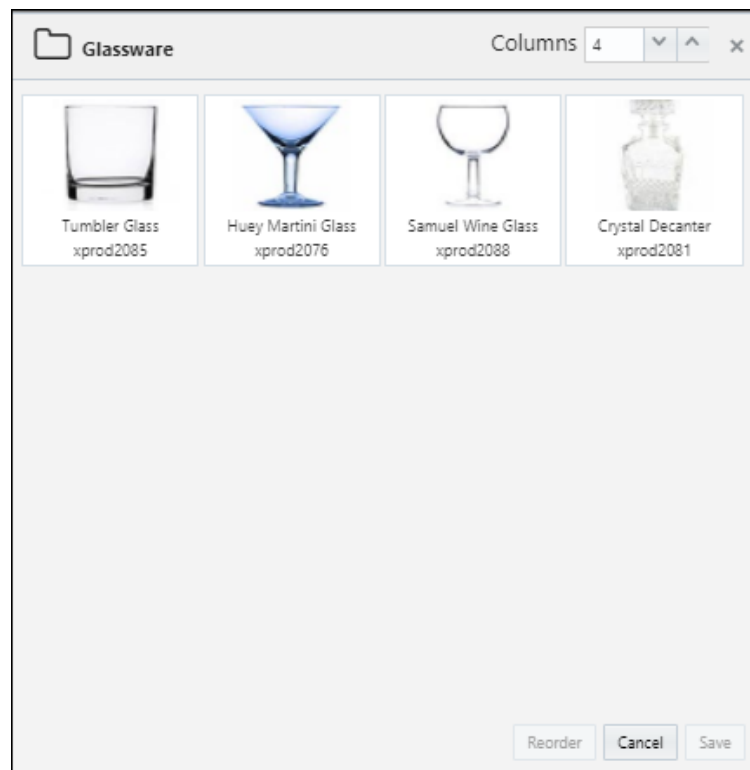 Glassware
Columns 4
Tumbler Glass
xprod2085
Huey Martini Glass
xprod2076
Samuel Wine Glass
xprod2088
Crystal Decanter
xprod2081
Reorder
Cancel
Save